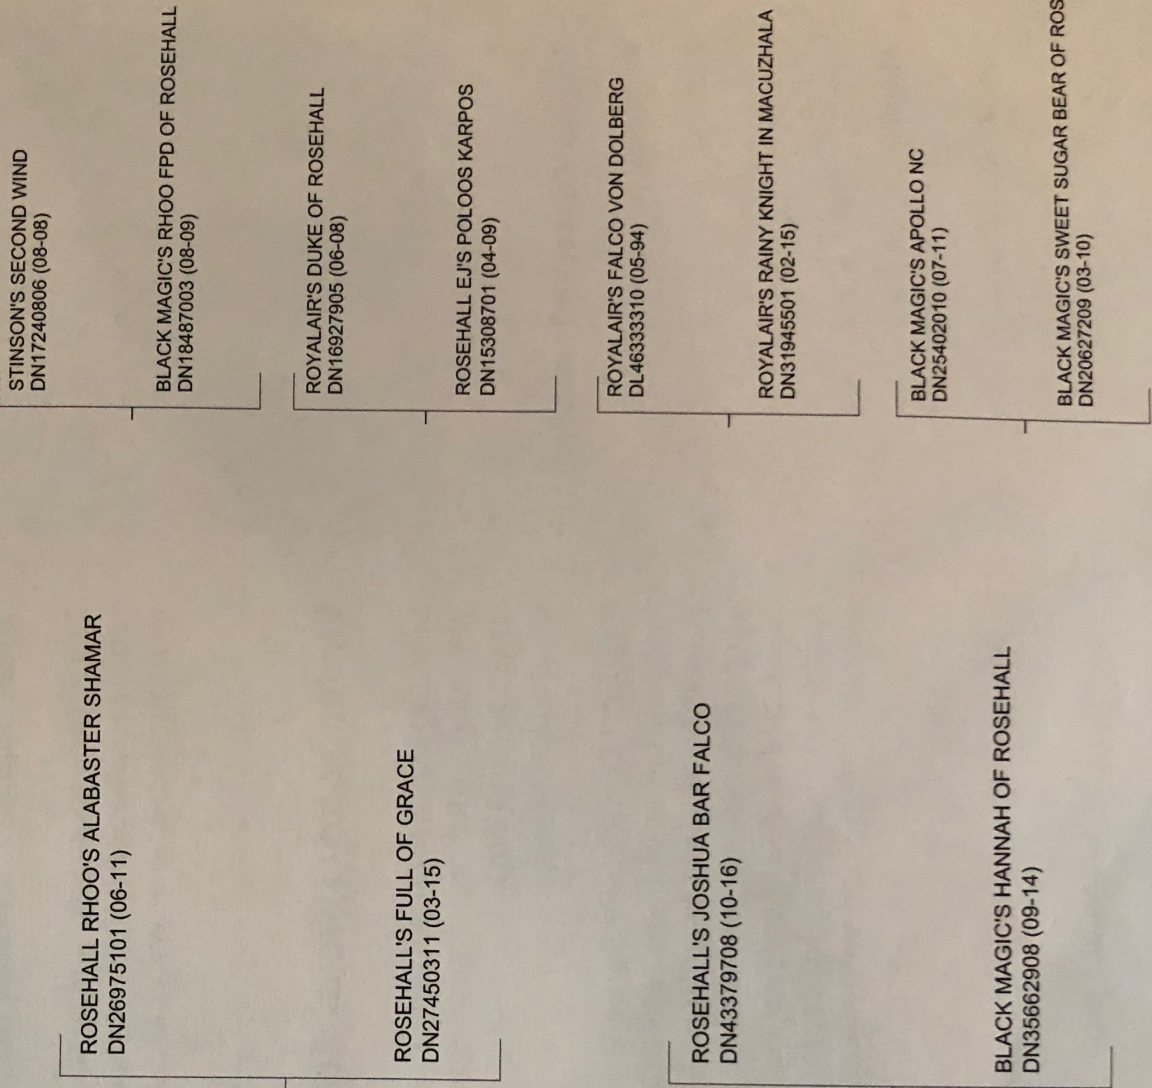 ROSEHALL RHOO'S ALABASTER SHAMAR
DN26975101 (06-11)
ROSEHALL'S FULL OF GRACE
DN27450311 (03-15)
ROSEHALL'S JOSHUA BAR FALCO
DN43379708 (10-16)
BLACK MAGIC'S HANNAH OF ROSEHALL
DN35662908 (09-14)
STINSON'S SECOND WIND
DN17240806 (08-08)
BLACK MAGIC'S RHOO FPD OF ROSEHALL
DN18487003 (08-09)
ROYALAIR'S DUKE OF ROSEHALL
DN16927905 (06-08)
ROSEHALL EJ'S POLOOS KARPOS
DN15308701 (04-09)
ROYALAIR'S FALCO VON DOLBERG
DL46333310 (05-94)
ROYALAIR'S RAINY KNIGHT IN MACUZHALA
DN31945501 (02-15)
BLACK MAGIC'S APOLLO NC
DN25402010 (07-11)
BLACK MAGIC'S SWEET SUGAR BEAR OF ROS
DN20627209 (03-10)